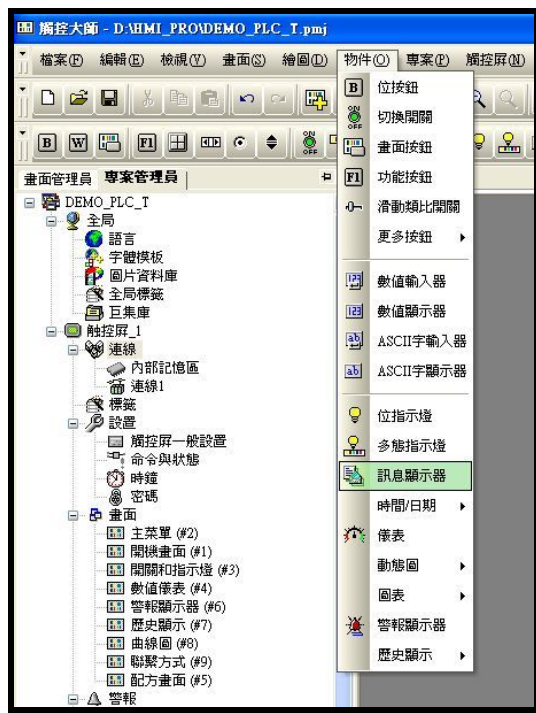 觸控大師 - D:\HMI_PRO\DEMO_PLC_T.pmj
檔案(F) 編輯(E) 檢視(V) 畫面(S) 繪圖(D) 物件(O) 專案(P) 觸控屏(N)
B W F1 ON OFF
畫面管理員 專案管理員
DEMO_PLC_T
全局
語言
字體模板
圖片資料庫
全局標籤
巨集庫
触控屏_1
連線
內部記憶區
連線1
標籤
設置
觸控屏一般設置
命令與狀態
時鐘
密碼
畫面
主菜單 (#2)
開機畫面 (#1)
開關和指示燈 (#3)
數值儀表 (#4)
警報顯示器 (#6)
歷史顯示 (#7)
曲線圖 (#8)
聯繫方式 (#9)
配方畫面 (#5)
警報
B 位按鈕
ON OFF 切換開關
畫面按鈕
F1 功能按鈕
滑動類比開關
更多按鈕
123 數值輸入器
123 數值顯示器
ab ASCII字輸入器
ab ASCII字顯示器
位指示燈
多態指示燈
訊息顯示器
時間/日期
儀表
動態圖
圖表
警報顯示器
歷史顯示